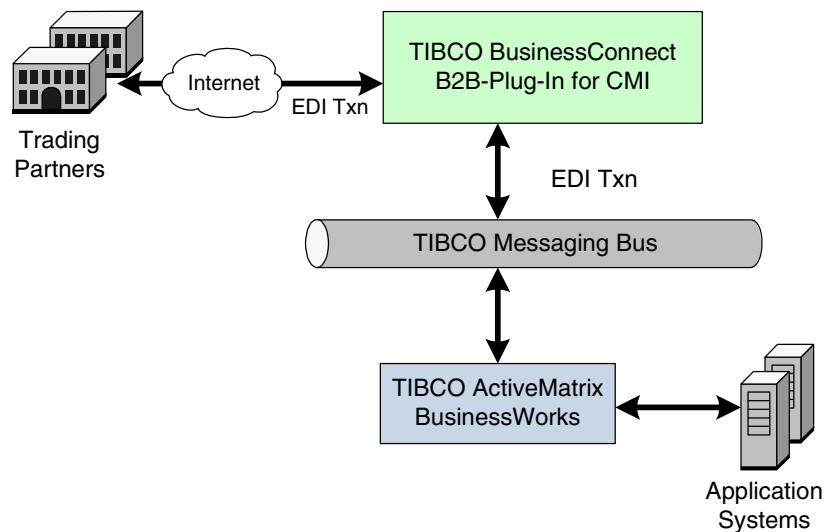 TIBCO BusinessConnect
B2B-Plug-In for CMI
Internet
EDI Txn
Trading
Partners
EDI Txn
TIBCO Messaging Bus
TIBCO ActiveMatrix
BusinessWorks
Application
Systems